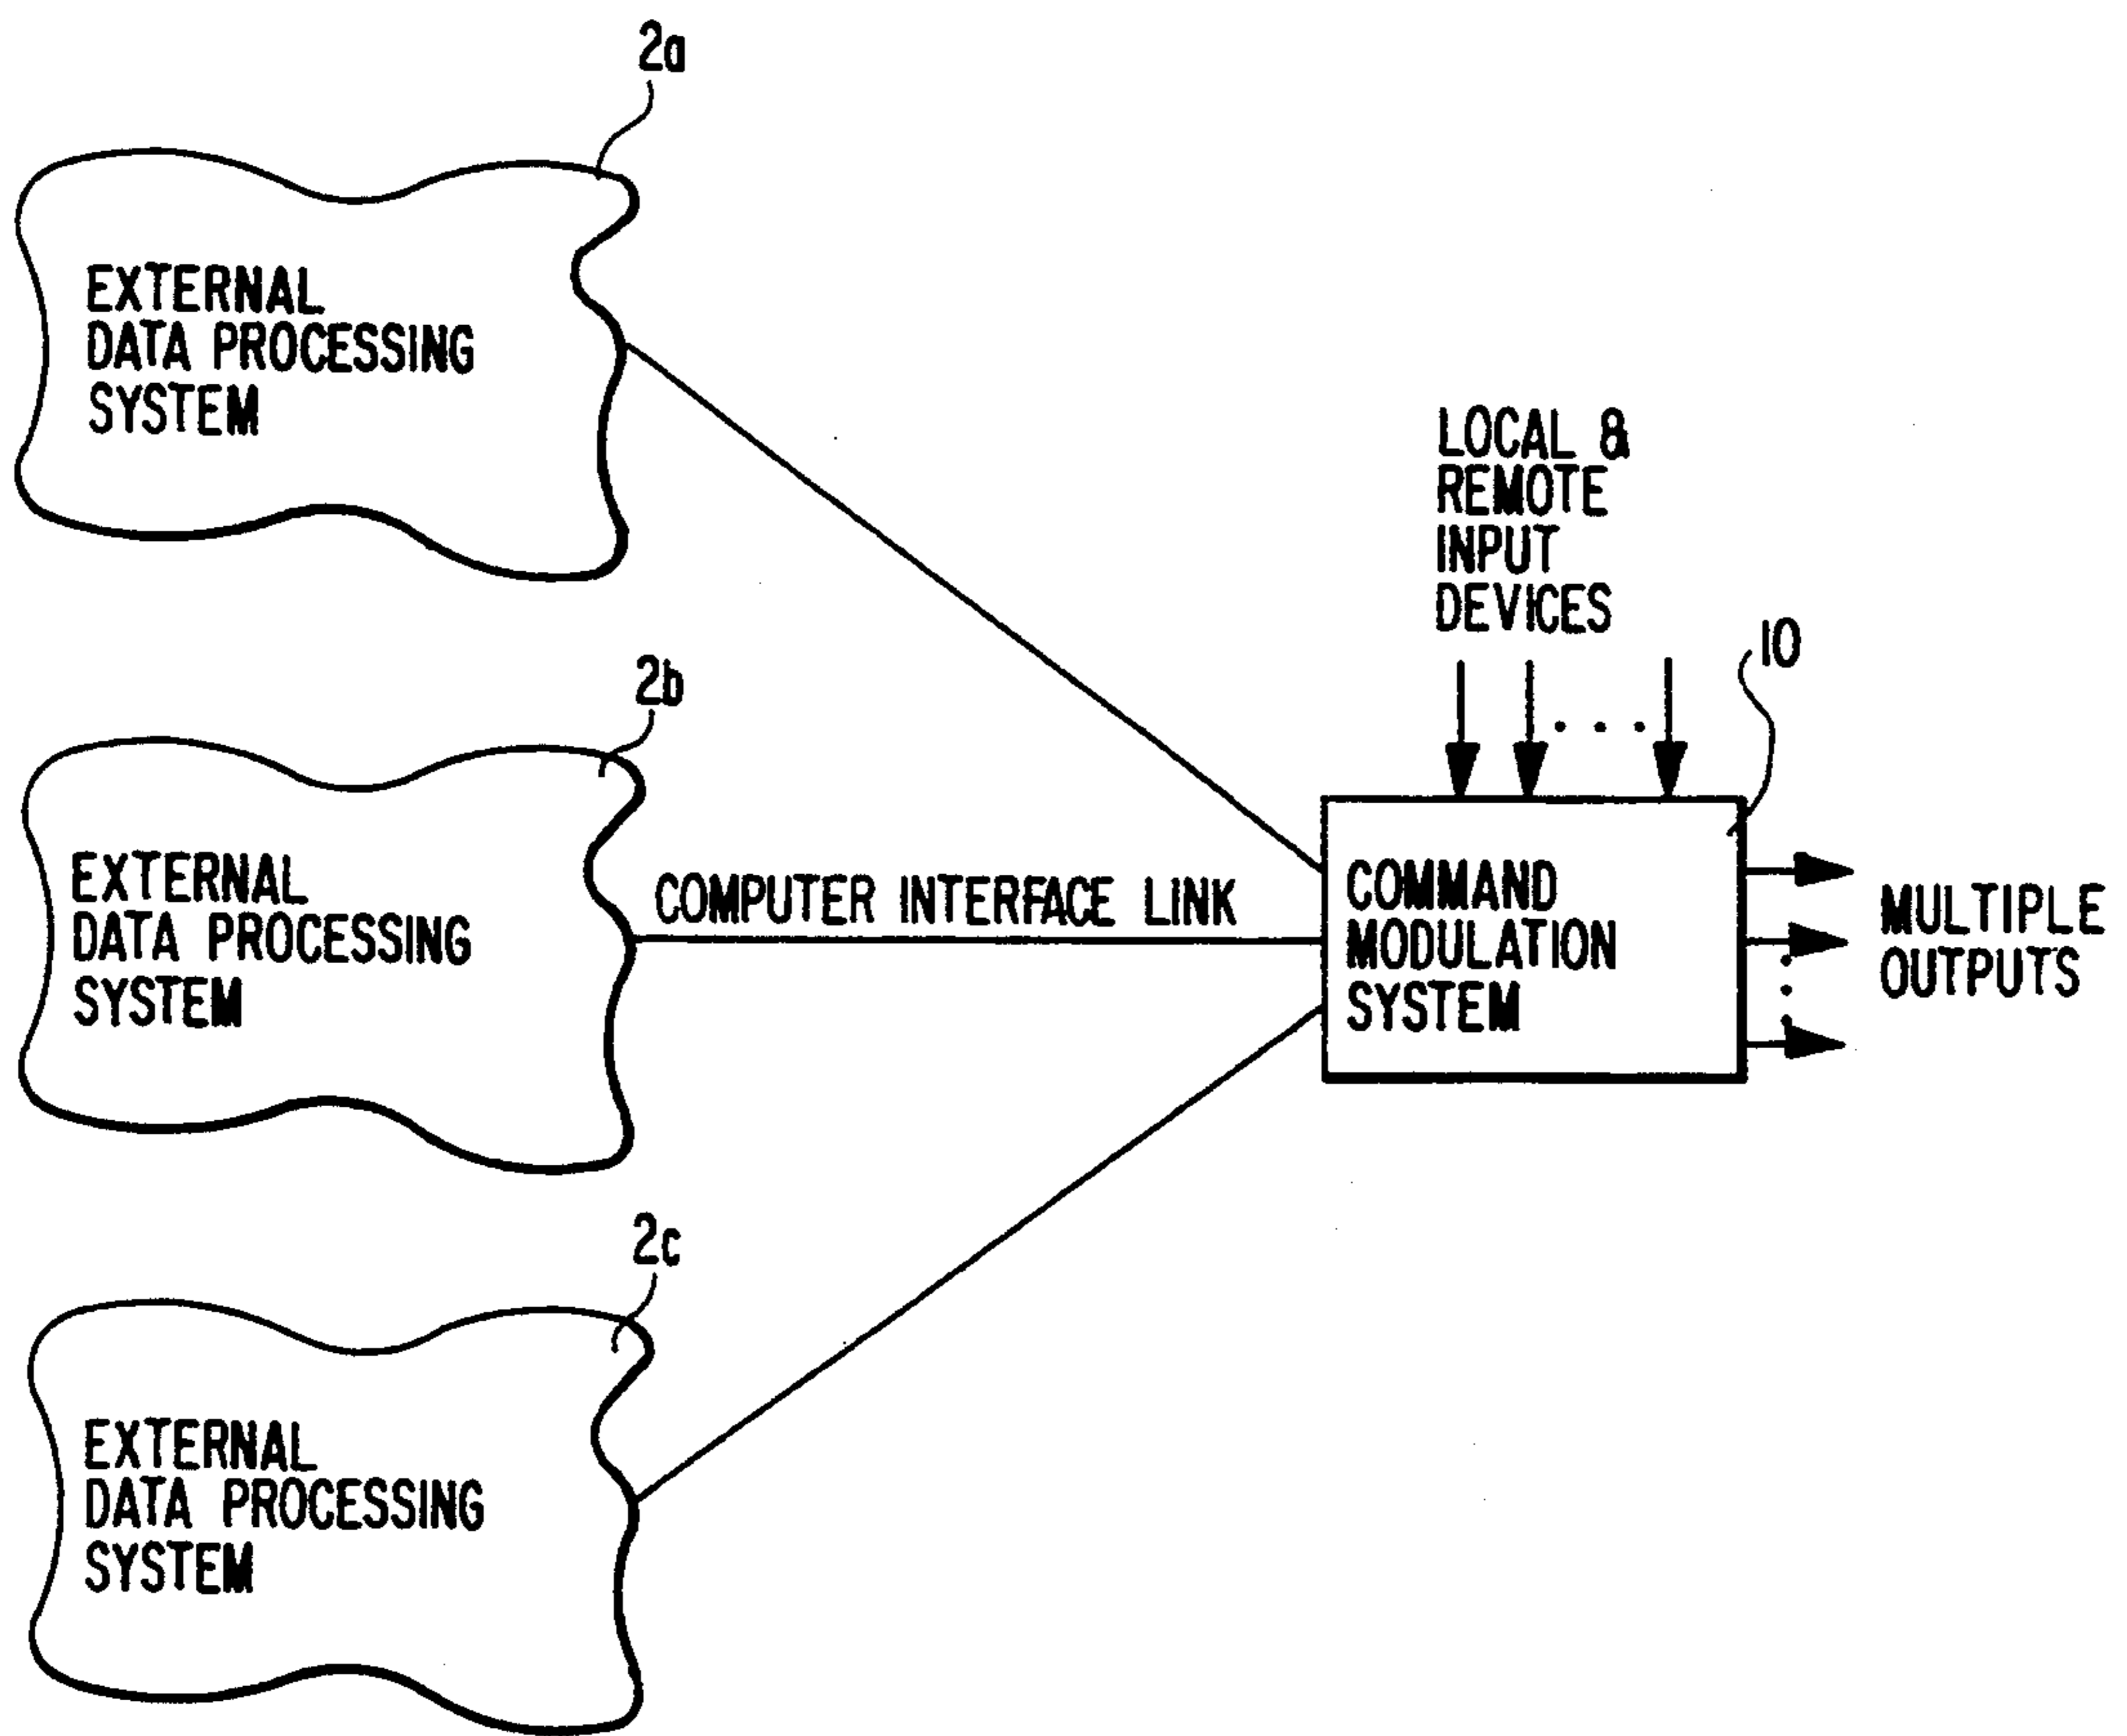 2a
EXTERNAL
DATA PROCESSING
SYSTEM
LOCAL &
REMOTE
INPUT
DEVICES
10
2b
EXTERNAL
DATA PROCESSING
SYSTEM
COMPUTER INTERFACE LINK
COMMAND
MODULATION
SYSTEM
MULTIPLE
OUTPUTS
2c
EXTERNAL
DATA PROCESSING
SYSTEM